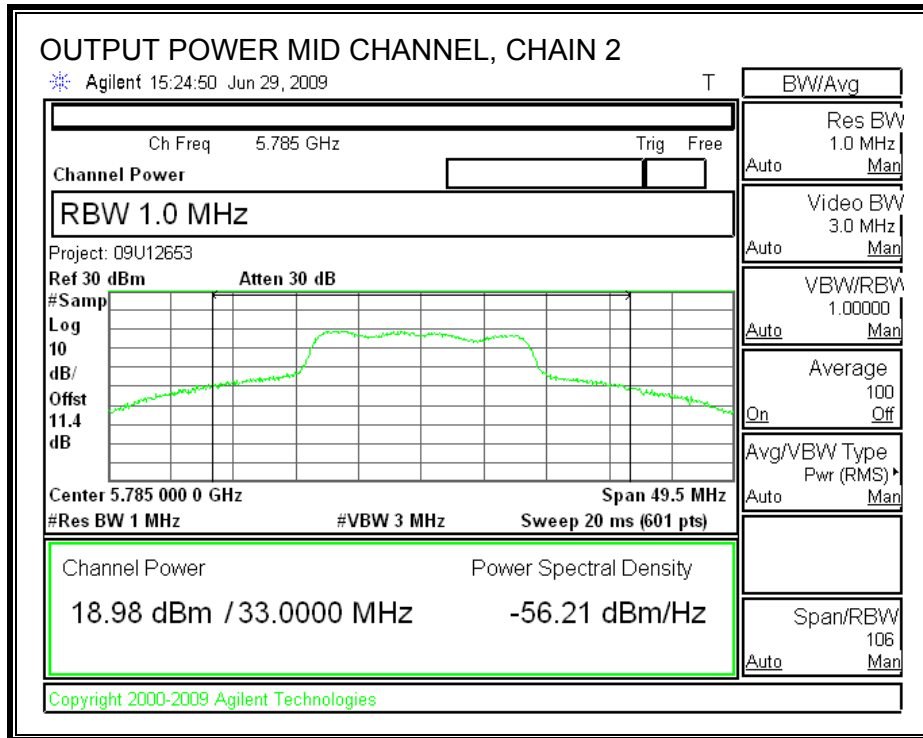 OUTPUT POWER MID CHANNEL, CHAIN 2
Agilent 15:24:50 Jun 29, 2009 T
BW/Avg
Ch Freq 5.785 GHz Trig Free
Channel Power
RBW 1.0 MHz
Project: 09U12653
Ref 30 dBm Atten 30 dB
#Samp
Log
10
dB/
Offst
11.4
dB
Center 5.785 000 0 GHz Span 49.5 MHz
#Res BW 1 MHz #VBW 3 MHz Sweep 20 ms (601 pts)
Channel Power Power Spectral Density
18.98 dBm / 33.0000 MHz -56.21 dBm/Hz
Copyright 2000-2009 Agilent Technologies
Res BW
1.0 MHz
Auto Man
Video BW
3.0 MHz
Auto Man
VBW/RBW
1.00000
Auto Man
Average
100
On Off
Avg/VBW Type
Pwr (RMS)
Auto Man
Span/RBW
106
Auto Man